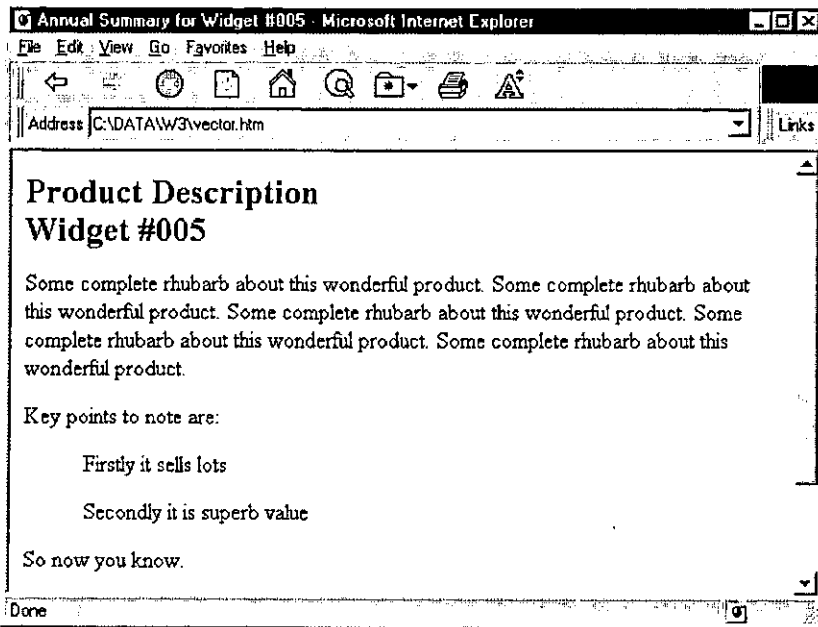 Annual Summary for Widget #005 - Microsoft Internet Explorer
File Edit View Go Favorites Help
Address C:\DATA\W3\vector.htm Links
Product Description
Widget #005
Some complete rhubarb about this wonderful product. Some complete rhubarb about
this wonderful product. Some complete rhubarb about this wonderful product. Some
complete rhubarb about this wonderful product. Some complete rhubarb about this
wonderful product.
Key points to note are:
Firstly it sells lots
Secondly it is superb value
So now you know.
Done